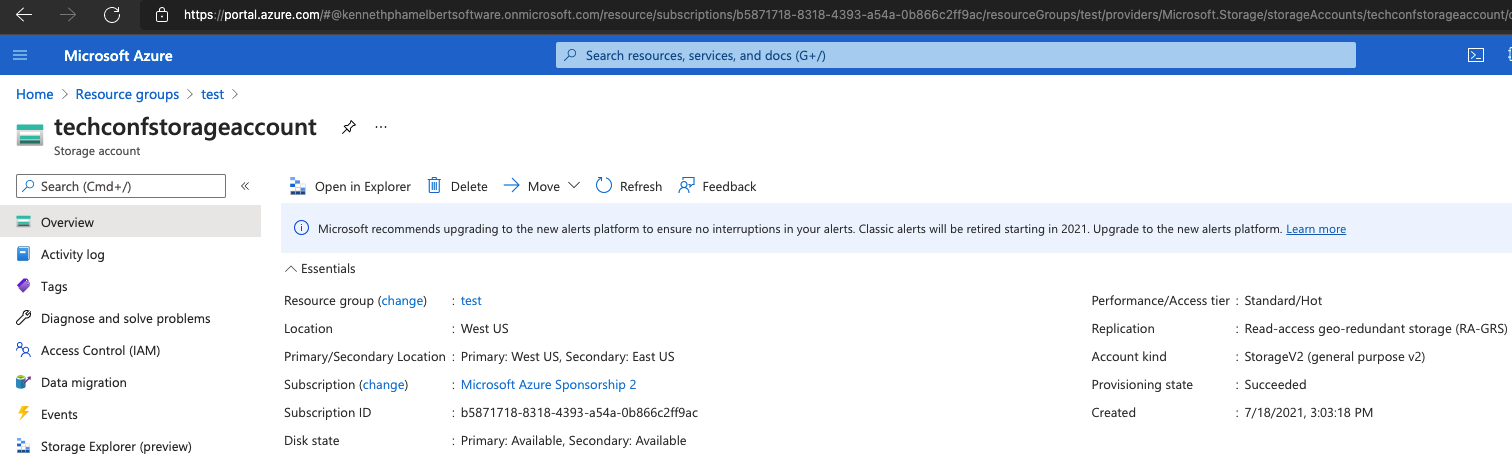 https://portal.azure.com/#@kennethphamelbertsoftware.onmicrosoft.com/resource/subscriptions/b5871718-8318-4393-a54a-0b866c2ff9ac/resourceGroups/test/providers/Microsoft.Storage/storageAccounts/techconfstorageaccount/
Microsoft Azure
Search resources, services, and docs (G+/)
Home > Resource groups > test >
techconfstorageaccount
...
Storage account
Search (Cmd+/)
«
Open in Explorer
Delete
Move
Refresh
Feedback
Overview
Activity log
Tags
Diagnose and solve problems
Access Control (IAM)
Data migration
Events
Storage Explorer (preview)
Microsoft recommends upgrading to the new alerts platform to ensure no interruptions in your alerts. Classic alerts will be retired starting in 2021. Upgrade to the new alerts platform. Learn more
Essentials
Resource group (change) : test
Location : West US
Primary/Secondary Location : Primary: West US, Secondary: East US
Subscription (change) : Microsoft Azure Sponsorship 2
Subscription ID : b5871718-8318-4393-a54a-0b866c2ff9ac
Disk state : Primary: Available, Secondary: Available
Performance/Access tier : Standard/Hot
Replication : Read-access geo-redundant storage (RA-GRS)
Account kind : StorageV2 (general purpose v2)
Provisioning state : Succeeded
Created : 7/18/2021, 3:03:18 PM